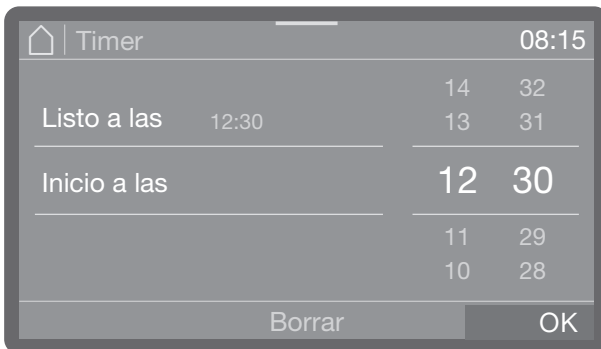 Timer 08:15
14 32
Listo a las 12:30 13 31
Inicio a las 12 30
11 29
10 28
Borrar OK